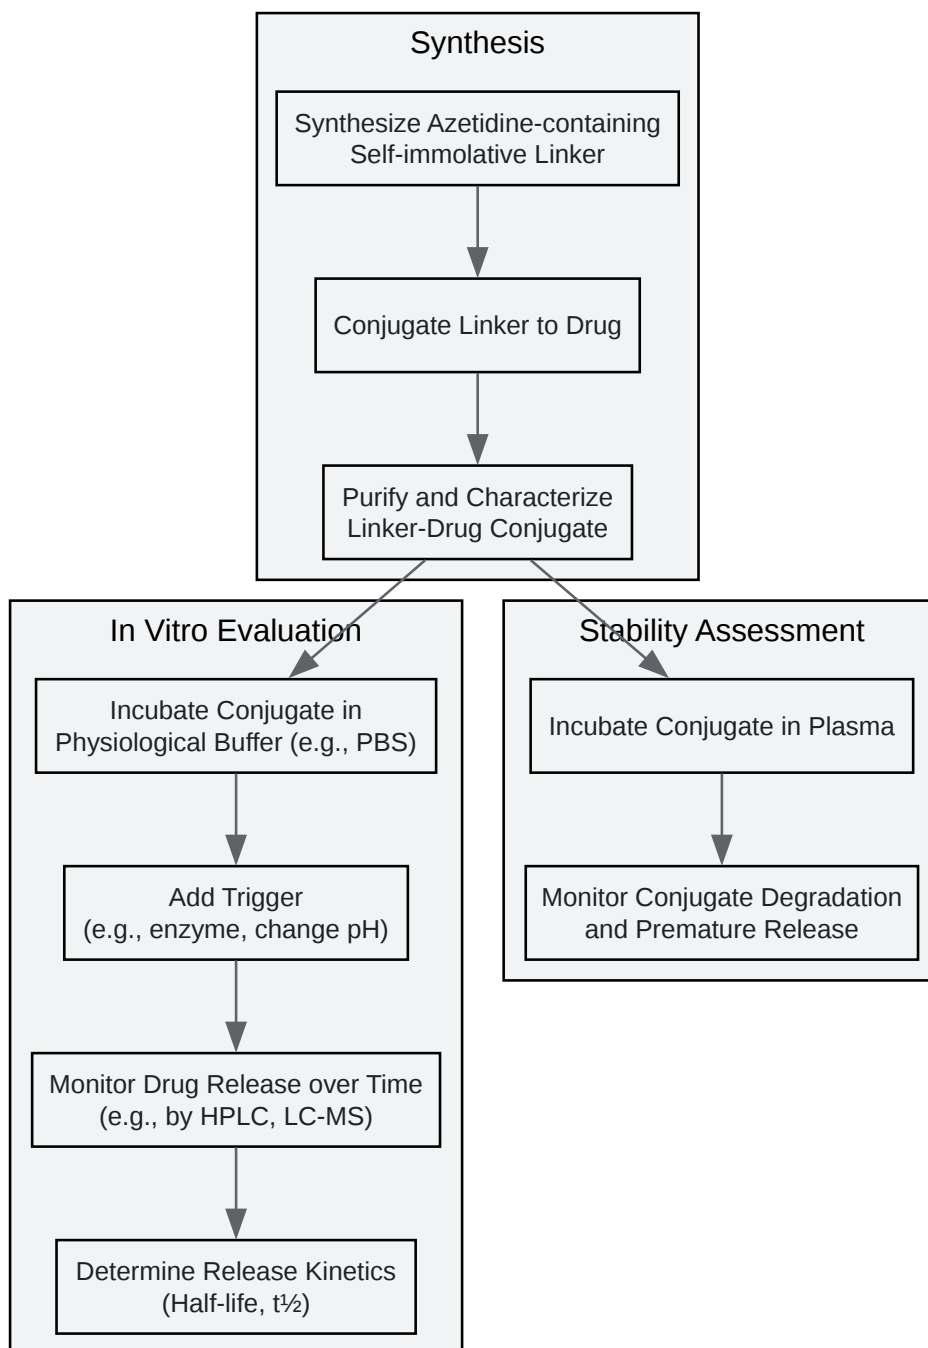 Synthesis
Synthesize Azetidine-containing
Self-immolative Linker
Conjugate Linker to Drug
Purify and Characterize
Linker-Drug Conjugate
In Vitro Evaluation
Incubate Conjugate in
Physiological Buffer (e.g., PBS)
Add Trigger
(e.g., enzyme, change pH)
Monitor Drug Release over Time
(e.g., by HPLC, LC-MS)
Determine Release Kinetics
(Half-life, t½)
Stability Assessment
Incubate Conjugate in Plasma
Monitor Conjugate Degradation
and Premature Release